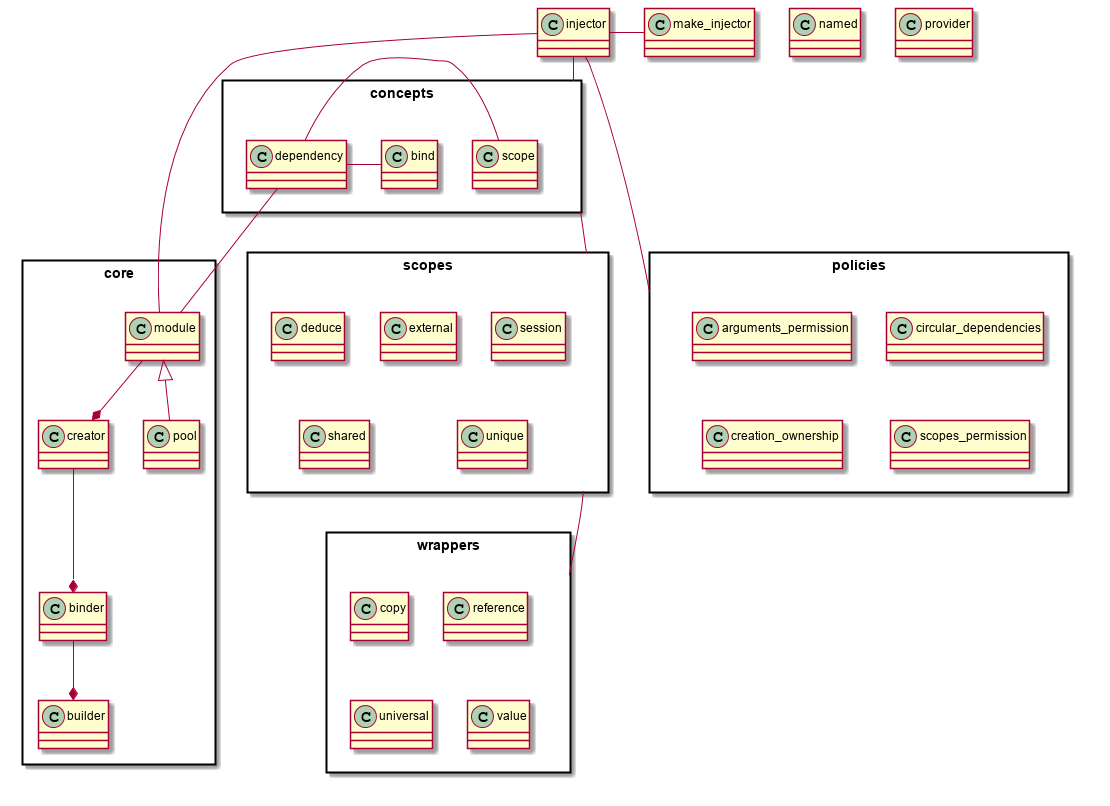 C injector
C make_injector
C named
C provider
concepts
C dependency
C bind
C scope
core
C module
C creator
C pool
C binder
C builder
scopes
C deduce
C external
C session
C shared
C unique
policies
C arguments_permission
C circular_dependencies
C creation_ownership
C scopes_permission
wrappers
C copy
C reference
C universal
C value